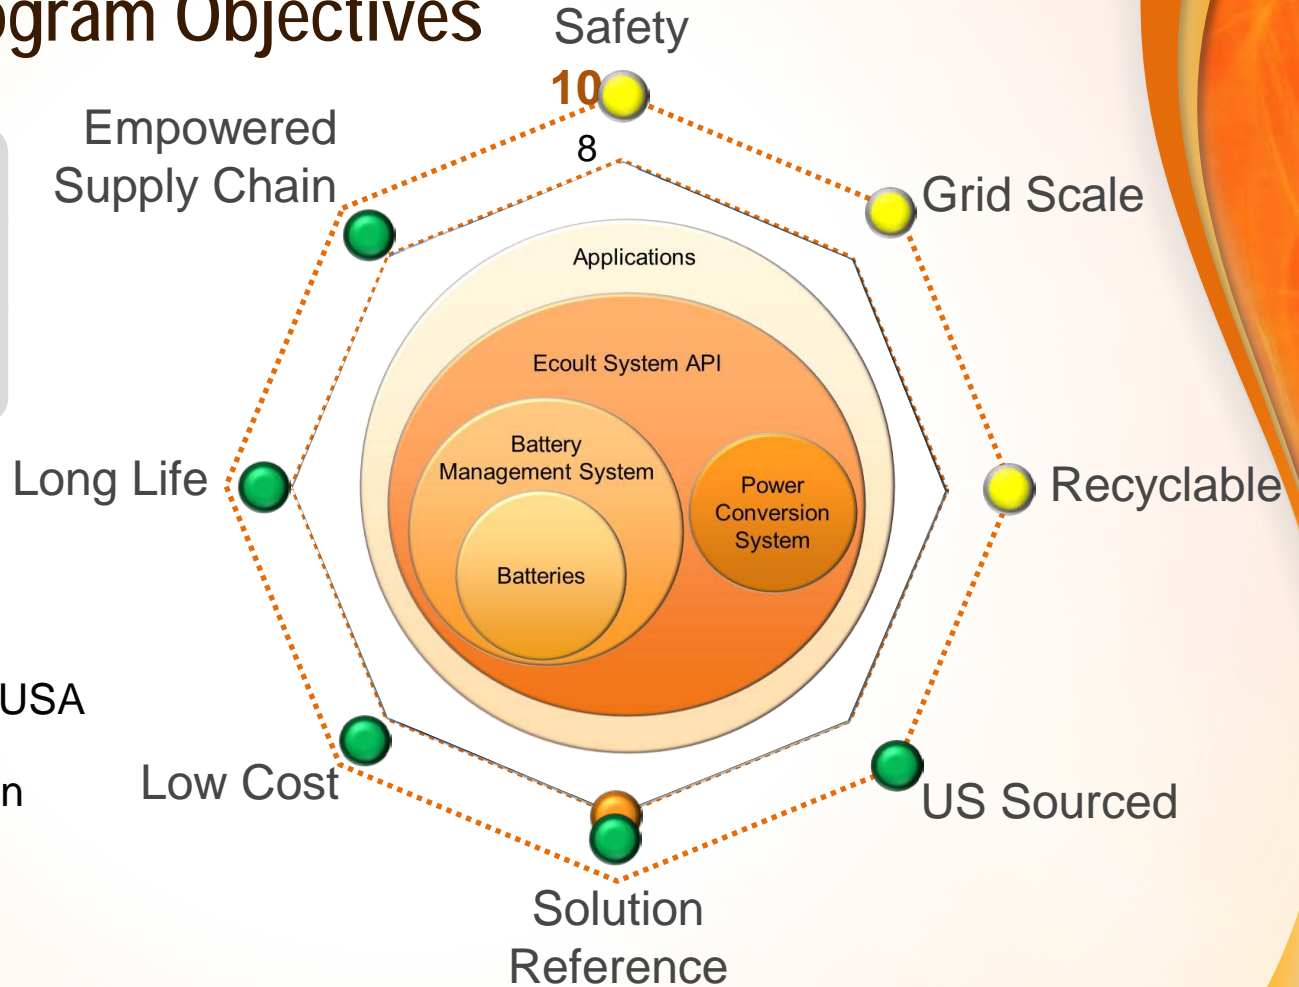 ogram Objectives
Safety
10
8
Empowered
Supply Chain
Grid Scale
Applications
Ecoult System API
Battery
Management System
Power
Conversion
System
Batteries
Long Life
Recyclable
USA
n
Low Cost
US Sourced
Solution
Reference